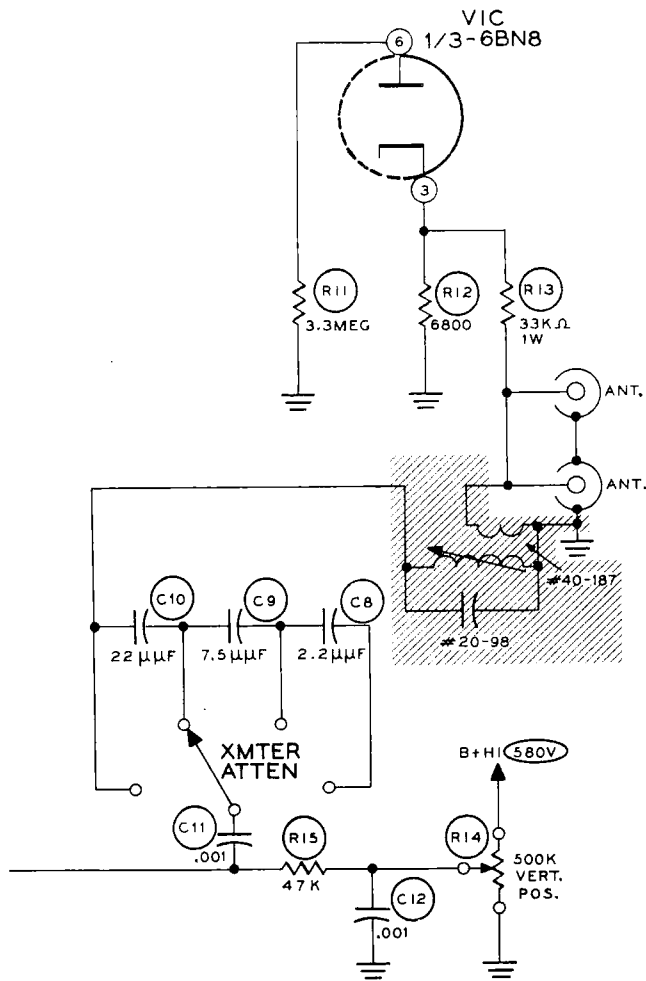 VIC
1/3-6BN8
6
3
R11
3.3MEG
R12
6800
R13
33KΩ
1W
ANT.
ANT.
#40-187
#20-98
C10
22μμF
C9
7.5μμF
C8
2.2μμF
XMTER
ATTEN
B+HI 580V
C11
.001
R15
47K
R14
500K
VERT.
POS.
C12
.001